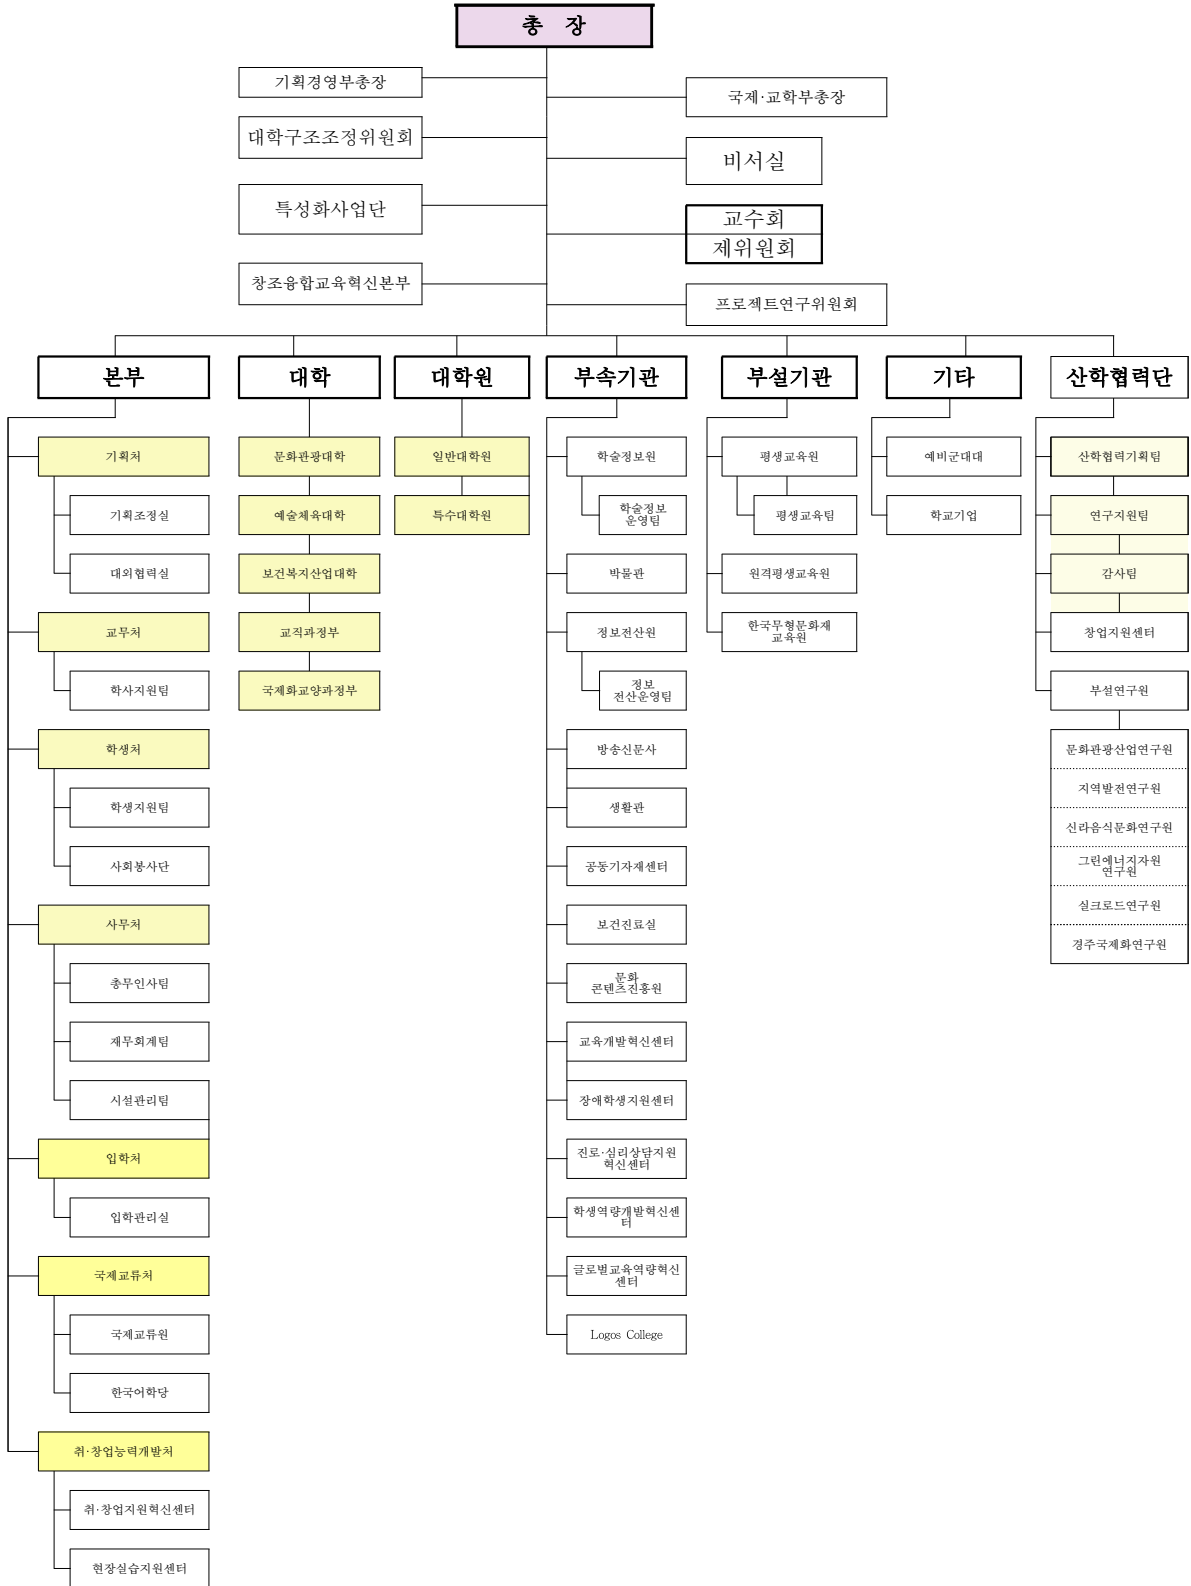 총 장
기획경영부총장
국제·교학부총장
대학구조조정위원회
비서실
특성화사업단
교수회
제위원회
창조융합교육혁신본부
프로젝트연구위원회
본부
대학
대학원
부속기관
부설기관
기타
산학협력단
기획처
기획조정실
대외협력실
교무처
학사지원팀
학생처
학생지원팀
사회봉사단
사무처
총무인사팀
재무회계팀
시설관리팀
입학처
입학관리실
국제교류처
국제교류원
한국어학당
취·창업능력개발처
취·창업지원혁신센터
현장실습지원센터
문화관광대학
예술체육대학
보건복지산업대학
교직과정부
국제화교양과정부
일반대학원
특수대학원
학술정보원
학술정보
운영팀
박물관
정보전산원
정보
전산운영팀
방송신문사
생활관
공동기자재센터
보건진료실
문화
콘텐츠진흥원
교육개발혁신센터
장애학생지원센터
진로·심리상담지원
혁신센터
학생역량개발혁신센
터
글로벌교육역량혁신
센터
Logos College
평생교육원
평생교육팀
원격평생교육원
한국무형문화재
교육원
예비군대대
학교기업
산학협력기획팀
연구지원팀
감사팀
창업지원센터
부설연구원
문화관광산업연구원
지역발전연구원
신라음식문화연구원
그린에너지자원
연구원
실크로드연구원
경주국제화연구원